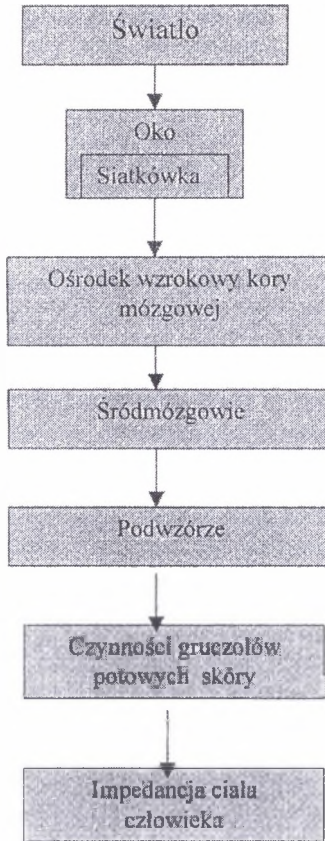 Światło
Oko
Siatkówka
Ośrodek wzrokowy kory
mózgowej
Śródmózgowie
Podwzórze
Czynności gruczołów
potowych skóry
Impedancja ciała
człowieka